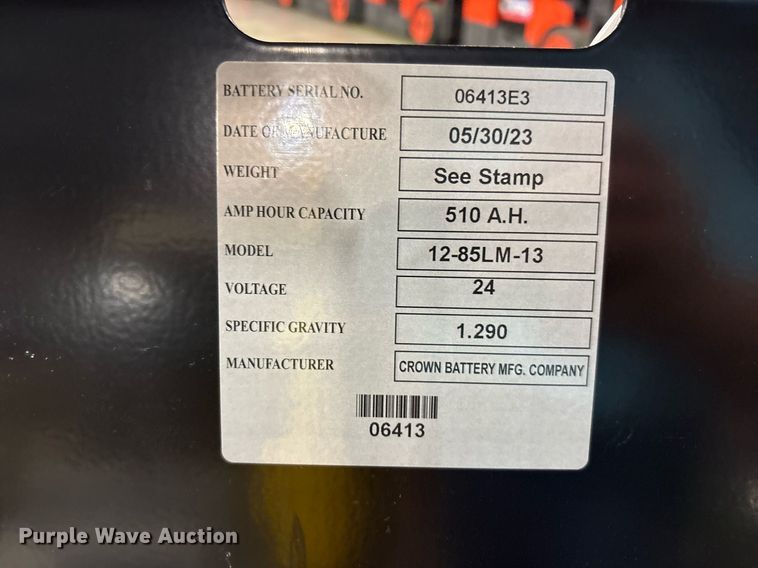 BATTERY SERIAL NO. 06413E3
DATE OF MANUFACTURE 05/30/23
WEIGHT See Stamp
AMP HOUR CAPACITY 510 A.H.
MODEL 12-85LM-13
VOLTAGE 24
SPECIFIC GRAVITY 1.290
MANUFACTURER CROWN BATTERY MFG. COMPANY
06413
Purple Wave Auction®